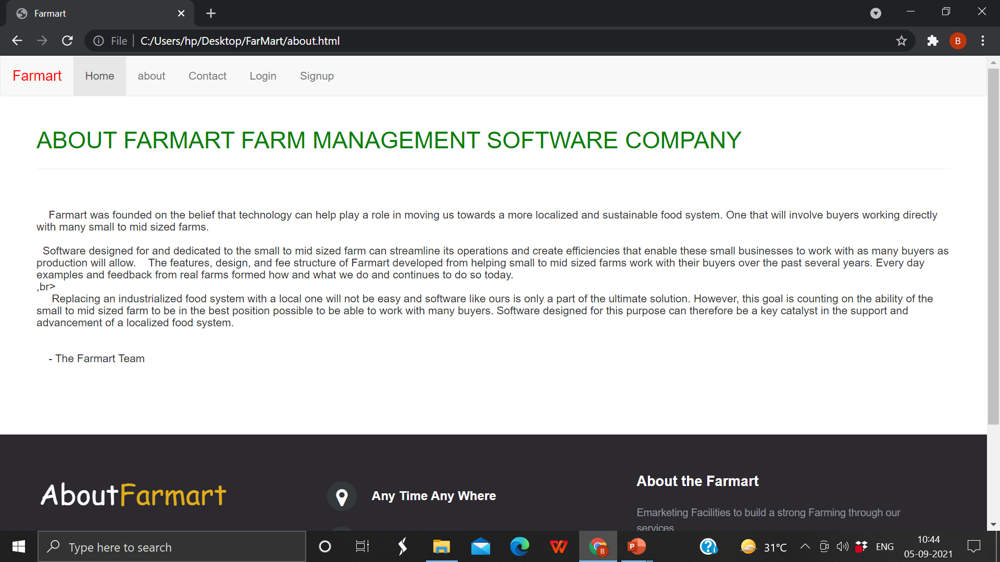 Farmart
File
C:/Users/hp/Desktop/FarMart/about.html
B
Farmart Home about Contact Login Signup
ABOUT FARMART FARM MANAGEMENT SOFTWARE COMPANY
Farmart was founded on the belief that technology can help play a role in moving us towards a more localized and sustainable food system. One that will involve buyers working directly
with many small to mid sized farms.
Software designed for and dedicated to the small to mid sized farm can streamline its operations and create efficiencies that enable these small businesses to work with as many buyers as
production will allow. The features, design, and fee structure of Farmart developed from helping small to mid sized farms work with their buyers over the past several years. Every day
examples and feedback from real farms formed how and what we do and continues to do so today.
,br>
Replacing an industrialized food system with a local one will not be easy and software like ours is only a part of the ultimate solution. However, this goal is counting on the ability of the
small to mid sized farm to be in the best position possible to be able to work with many buyers. Software designed for this purpose can therefore be a key catalyst in the support and
advancement of a localized food system.
- The Farmart Team
AboutFarmart
Any Time Any Where
About the Farmart
Emarketing Facilities to build a strong Farming through our
services
Type here to search
31°C
ENG
10:44
05-09-2021